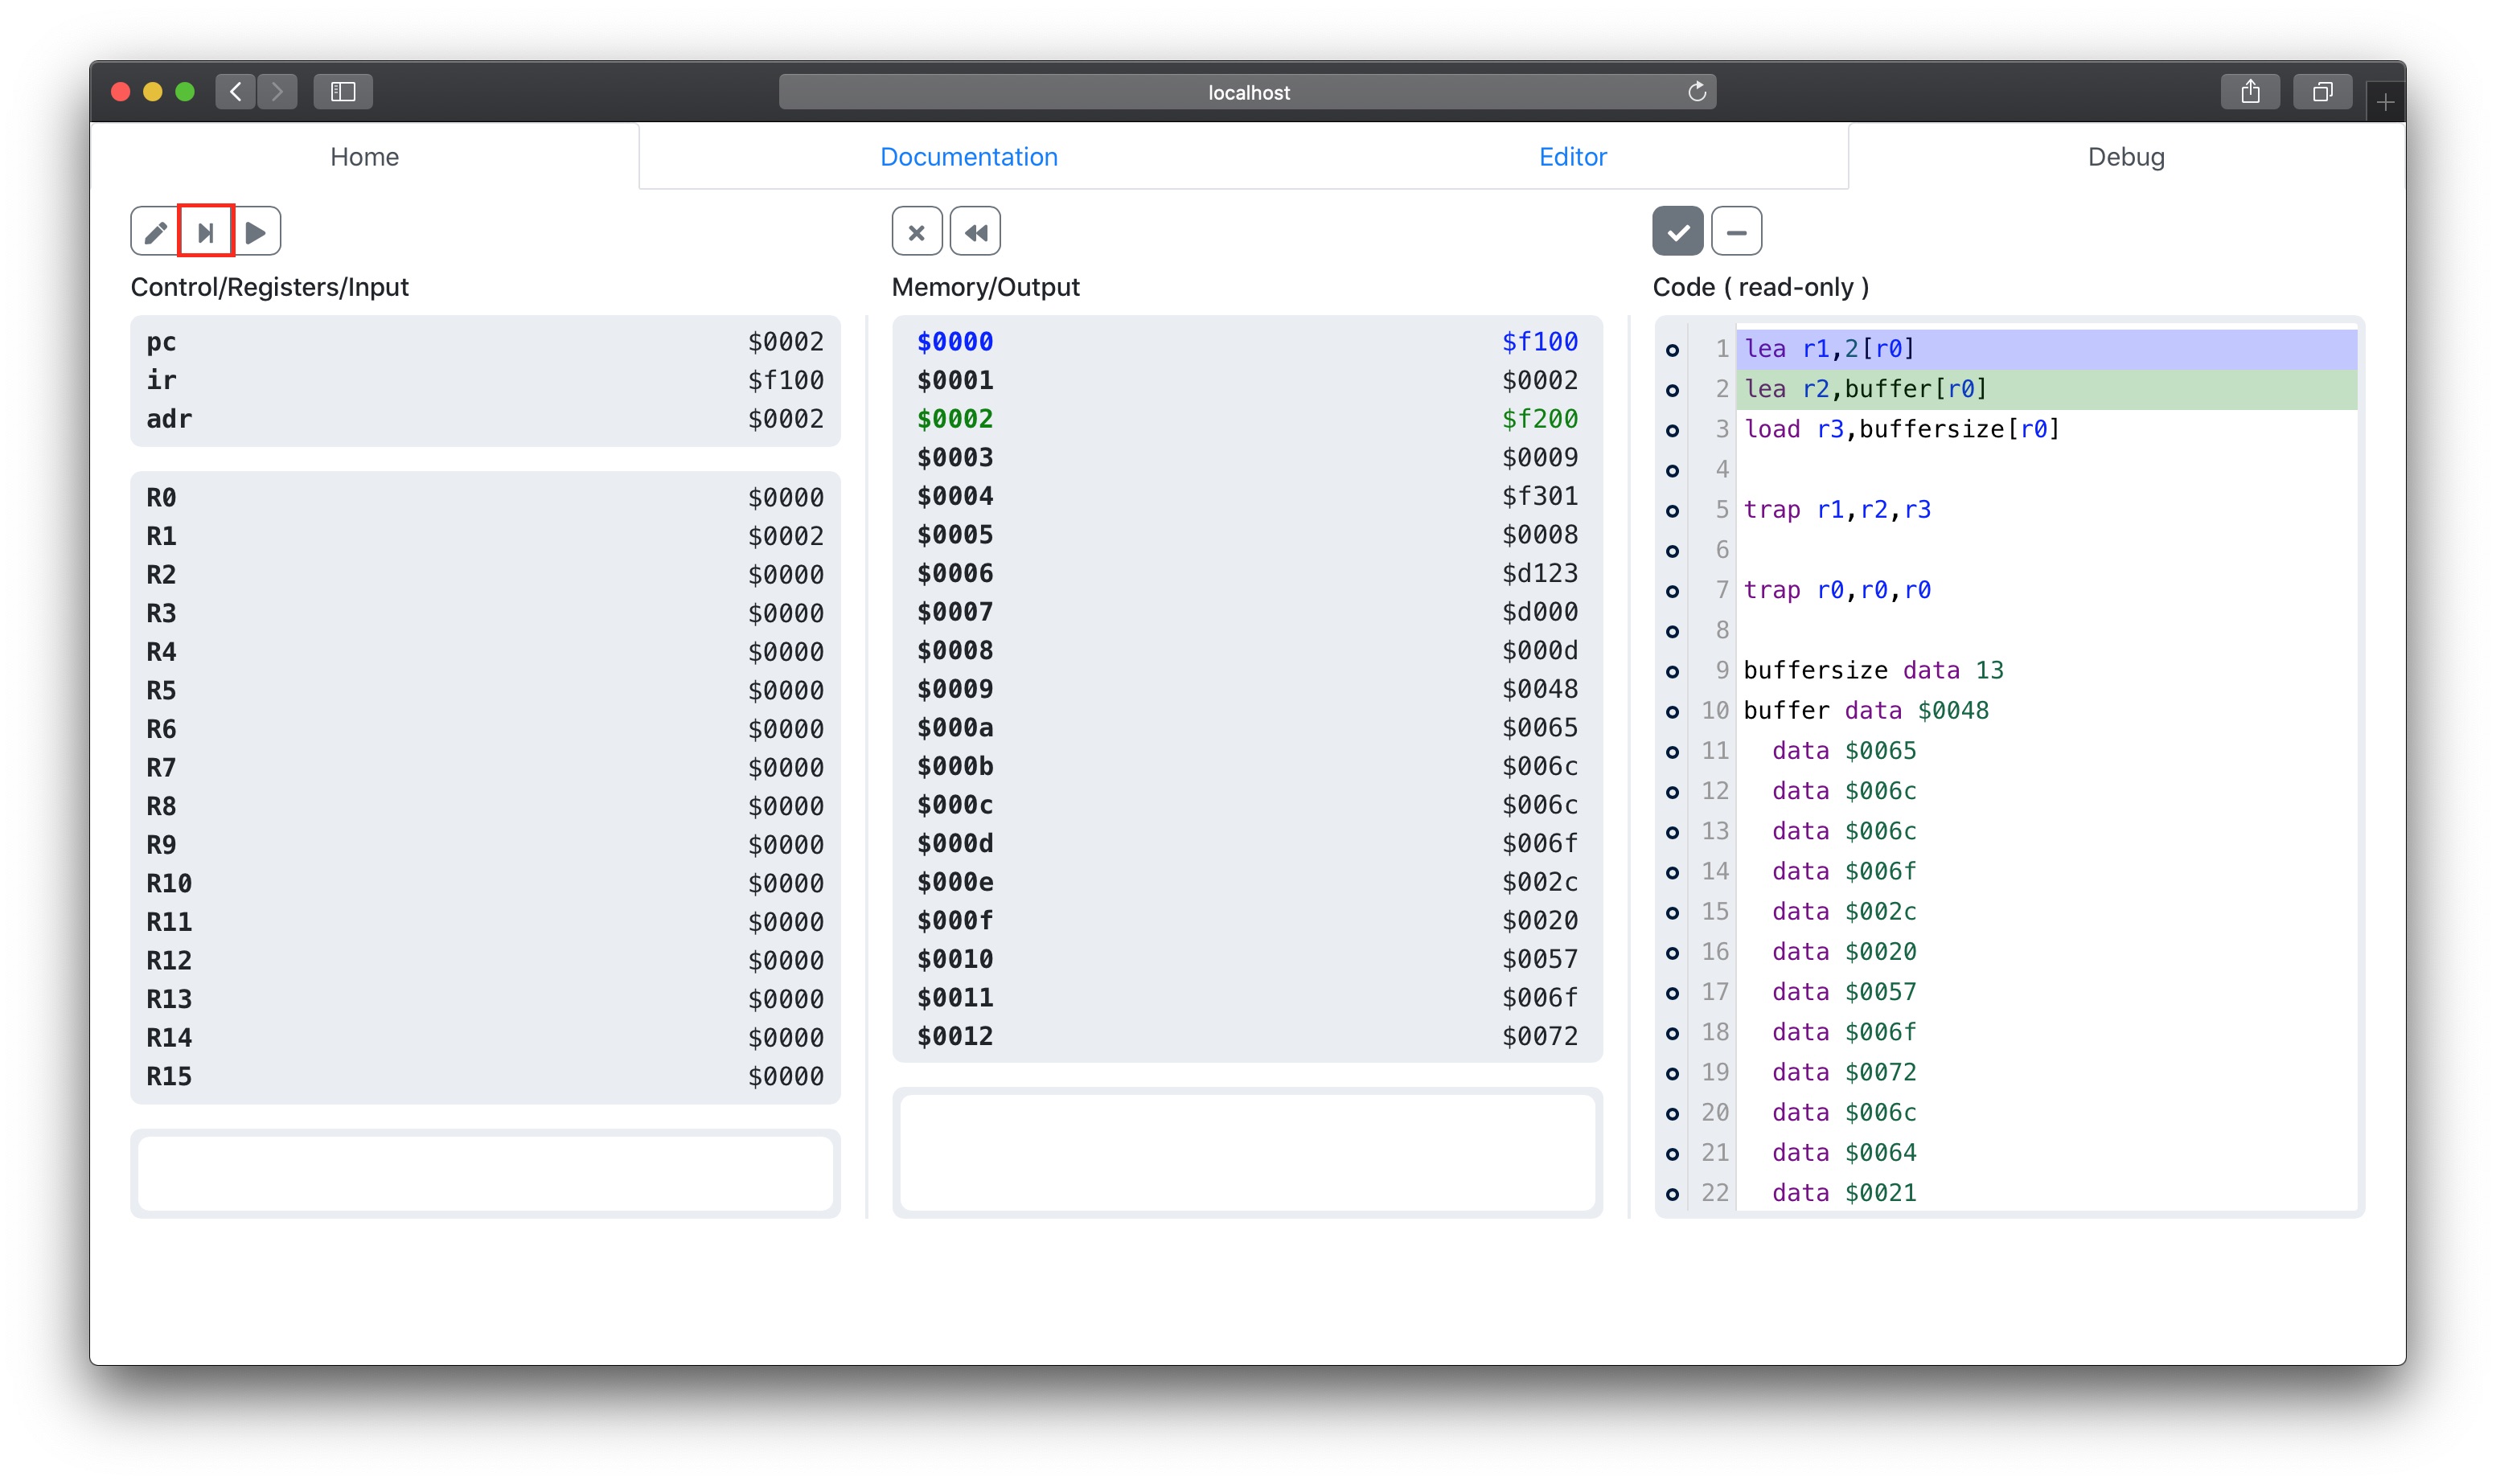 localhost
Home
Documentation
Editor
Debug
Control/Registers/Input
pc $0002
ir $f100
adr $0002
R0 $0000
R1 $0002
R2 $0000
R3 $0000
R4 $0000
R5 $0000
R6 $0000
R7 $0000
R8 $0000
R9 $0000
R10 $0000
R11 $0000
R12 $0000
R13 $0000
R14 $0000
R15 $0000
Memory/Output
$0000 $f100
$0001 $0002
$0002 $f200
$0003 $0009
$0004 $f301
$0005 $0008
$0006 $d123
$0007 $d000
$0008 $000d
$0009 $0048
$000a $0065
$000b $006c
$000c $006c
$000d $006f
$000e $002c
$000f $0020
$0010 $0057
$0011 $006f
$0012 $0072
Code ( read-only )
1 lea r1,2[r0]
2 lea r2,buffer[r0]
3 load r3,buffersize[r0]
4
5 trap r1,r2,r3
6
7 trap r0,r0,r0
8
9 buffersize data 13
10 buffer data $0048
11 data $0065
12 data $006c
13 data $006c
14 data $006f
15 data $002c
16 data $0020
17 data $0057
18 data $006f
19 data $0072
20 data $006c
21 data $0064
22 data $0021